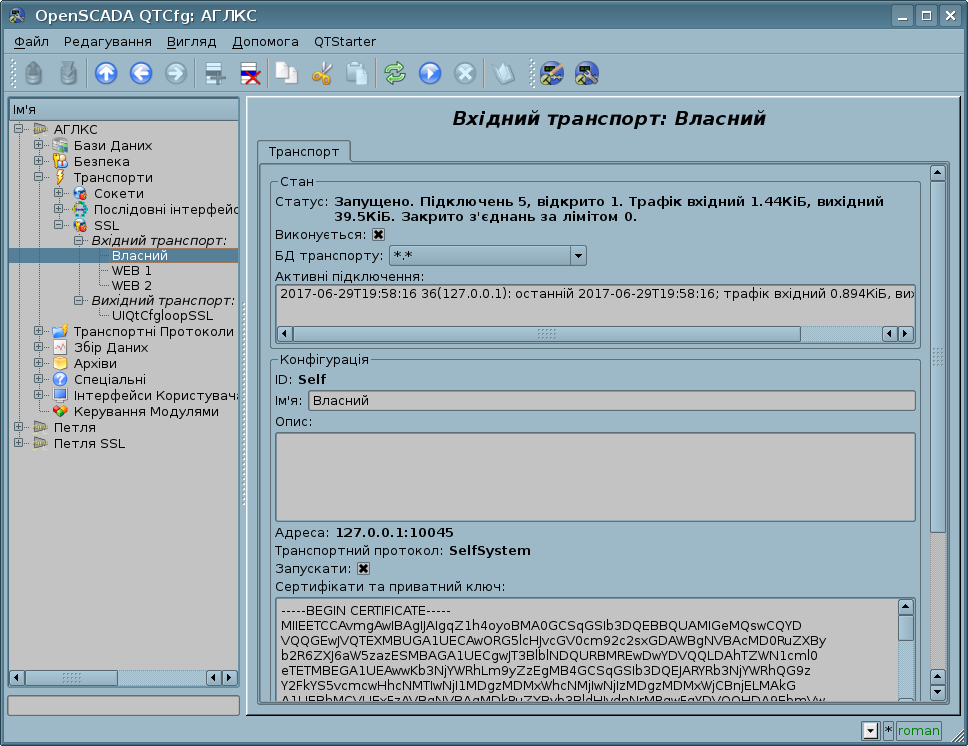 OpenSCADA QTCfg: АГЛКС
Файл Редагування Вигляд Допомога QTStarter
Ім'я
АГЛКС
Бази Даних
Безпека
Транспорти
Сокети
Послідовні інтерфейс
SSL
Вхідний транспорт:
Власний
WEB 1
WEB 2
Вихідний транспорт:
UIQtCfgloopSSL
Транспортні Протоколи
Збір Даних
Архіви
Спеціальні
Інтерфейси Користувача
Керування Модулями
Петля
Петля SSL
Вхідний транспорт: Власний
Транспорт
Стан
Статус: Запущено. Підключень 5, відкрито 1. Трафік вхідний 1.44КіБ, вихідний
39.5КіБ. Закрито з'єднань за лімітом 0.
Виконується:
БД транспорту: *.*
Активні підключення:
2017-06-29T19:58:16 36(127.0.0.1): останній 2017-06-29T19:58:16; трафік вхідний 0.894КіБ, вих
Конфігурація
ID: Self
Ім'я: Власний
Опис:
Адреса: 127.0.0.1:10045
Транспортний протокол: SelfSystem
Запускати:
Сертифікати та приватний ключ:
-----BEGIN CERTIFICATE-----
MIIEETCCAvmgAwIBAgIJAIgqZ1h4oyoBMA0GCSqGSIb3DQEBBQUAMIGeMQswCQYD
VQQGEwJVQTEXMBUGA1UECAwORG5lcHJvcGV0cm92c2sxGDAWBgNVBAcMD0RuZXBy
b2R6ZXJ6aW5zazESMBAGA1UECgwJT3BlblNDQURBMREwDwYDVQQLDAhTZWN1cml0
eTETMBEGA1UEAwwKb3NjYWRhLm9yZzEgMB4GCSqGSIb3DQEJARYRb3NjYWRhQG9z
Y2FkYS5vcmcwHhcNMTIwNjI1MDgzMDMxWhcNMjIwNjIzMDgzMDMxWjCBnjELMAkG
* roman